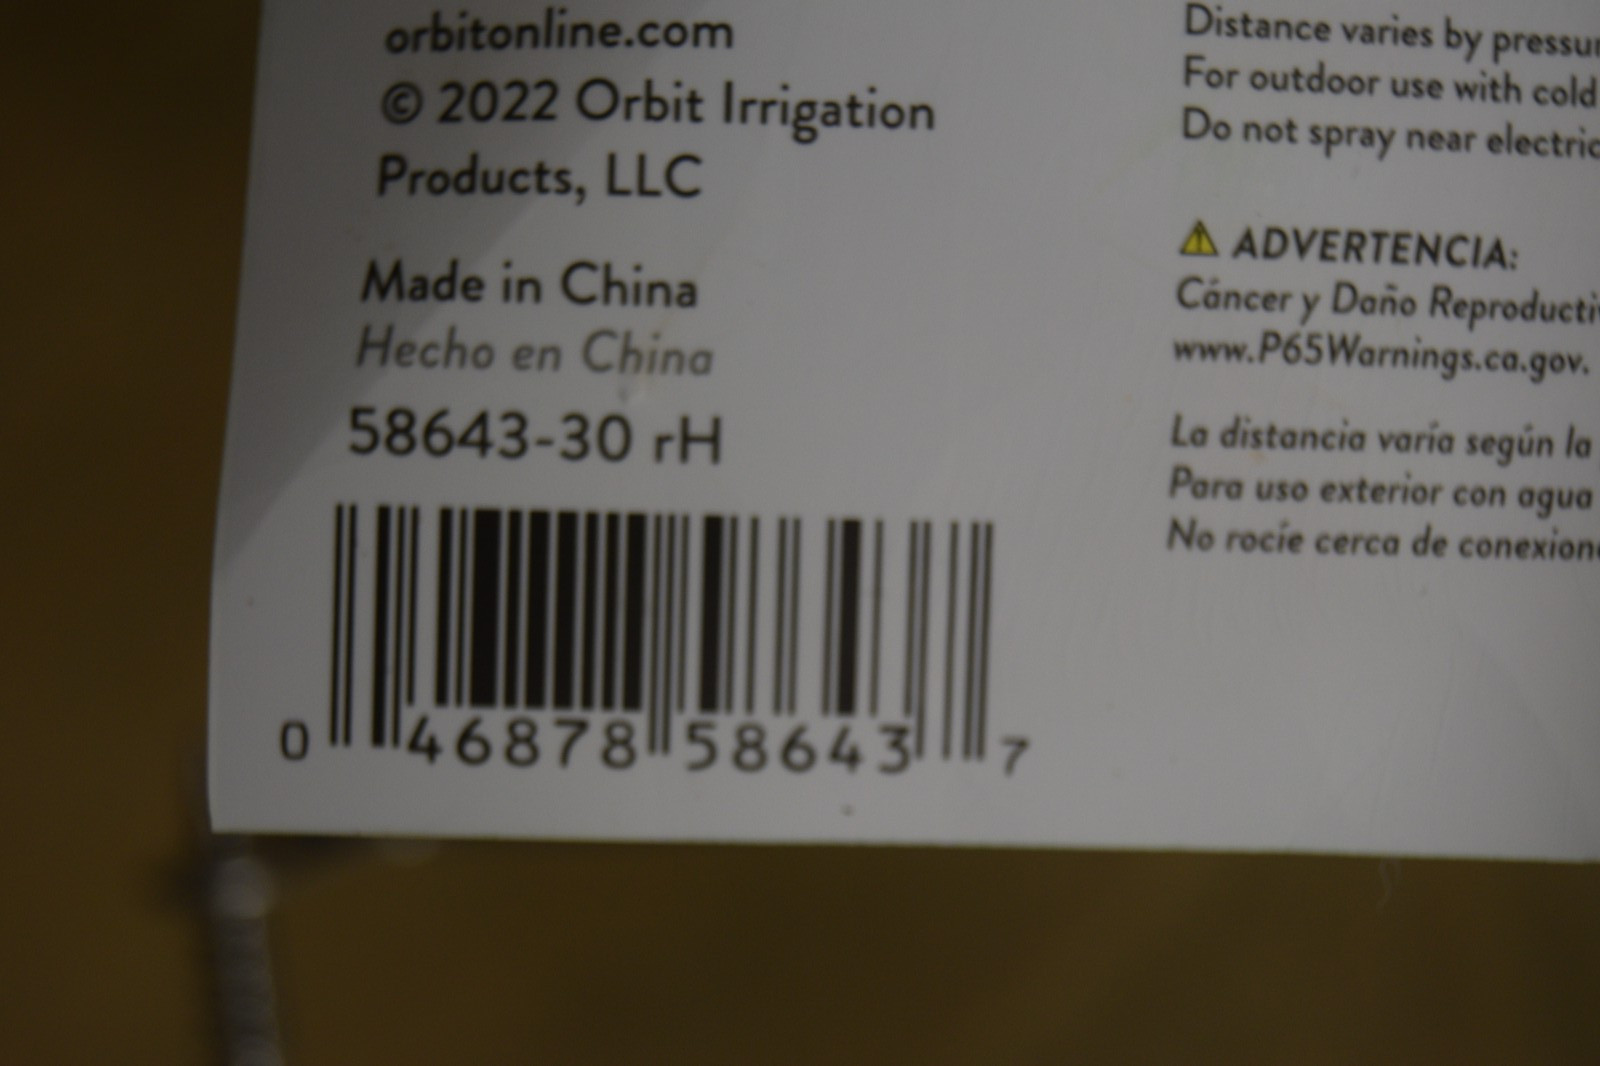 orbitonline.com
© 2022 Orbit Irrigation
Products, LLC
Made in China
Hecho en China
58643-30 rH
0 46878 58643 7
Distance varies by
For outdoor use with cold
Do not spray near
ADVERTENCIA:
Cáncer y Daño
www.P65Warnings.ca.gov.
La distancia varía según la
Para uso exterior con agua
No rocíe cerca de